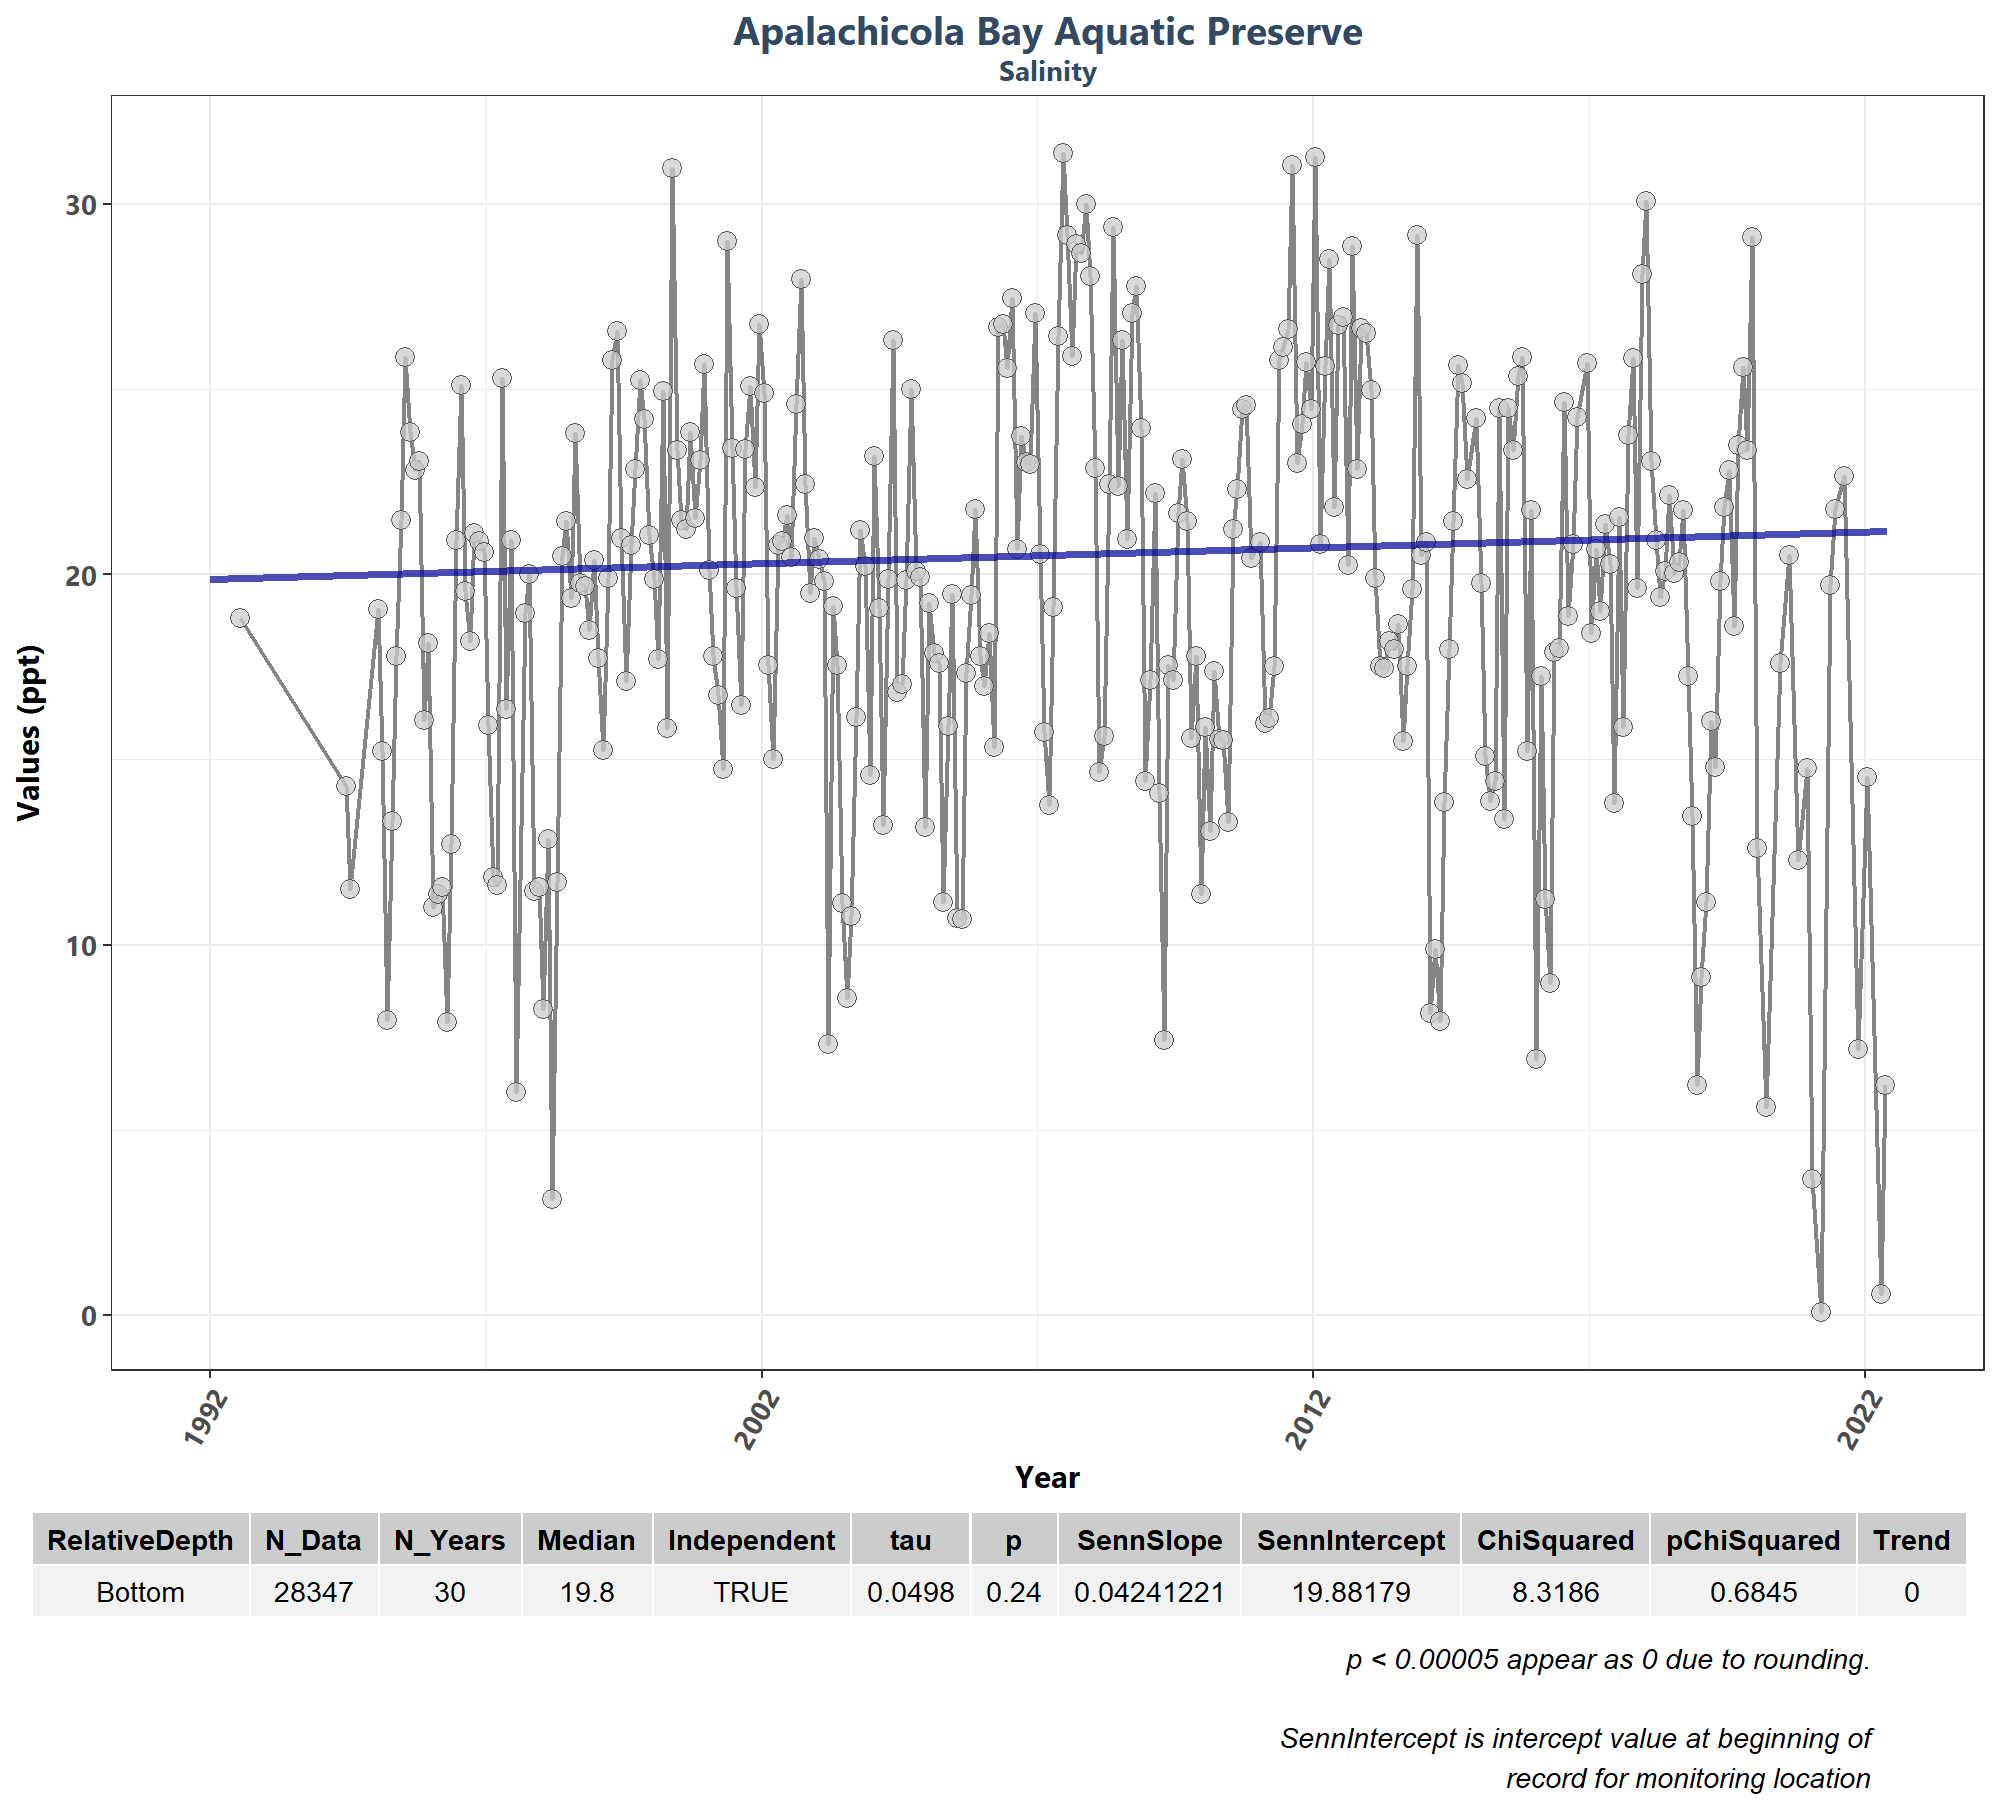 Apalachicola Bay Aquatic Preserve
Salinity
Values (ppt)
30
20
10
0
1992
2002
2012
2022
Year
RelativeDepth N_Data N_Years Median Independent tau p SennSlope SennIntercept ChiSquared pChiSquared Trend
Bottom 28347 30 19.8 TRUE 0.0498 0.24 0.04241221 19.88179 8.3186 0.6845 0
p < 0.00005 appear as 0 due to rounding.
SennIntercept is intercept value at beginning of
record for monitoring location